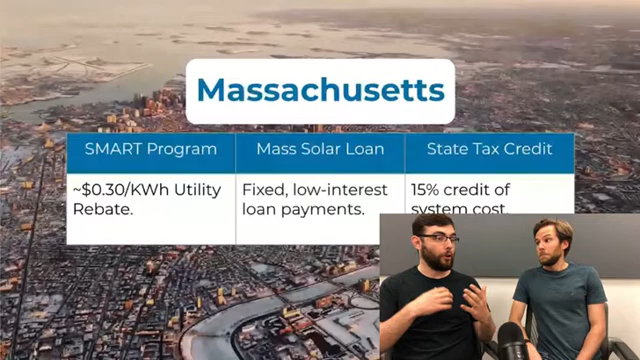 Massachusetts
SMART Program
Mass Solar Loan
State Tax Credit
~$0.30/KWh Utility
Rebate.
Fixed, low-interest
loan payments.
15% credit of
system cost.